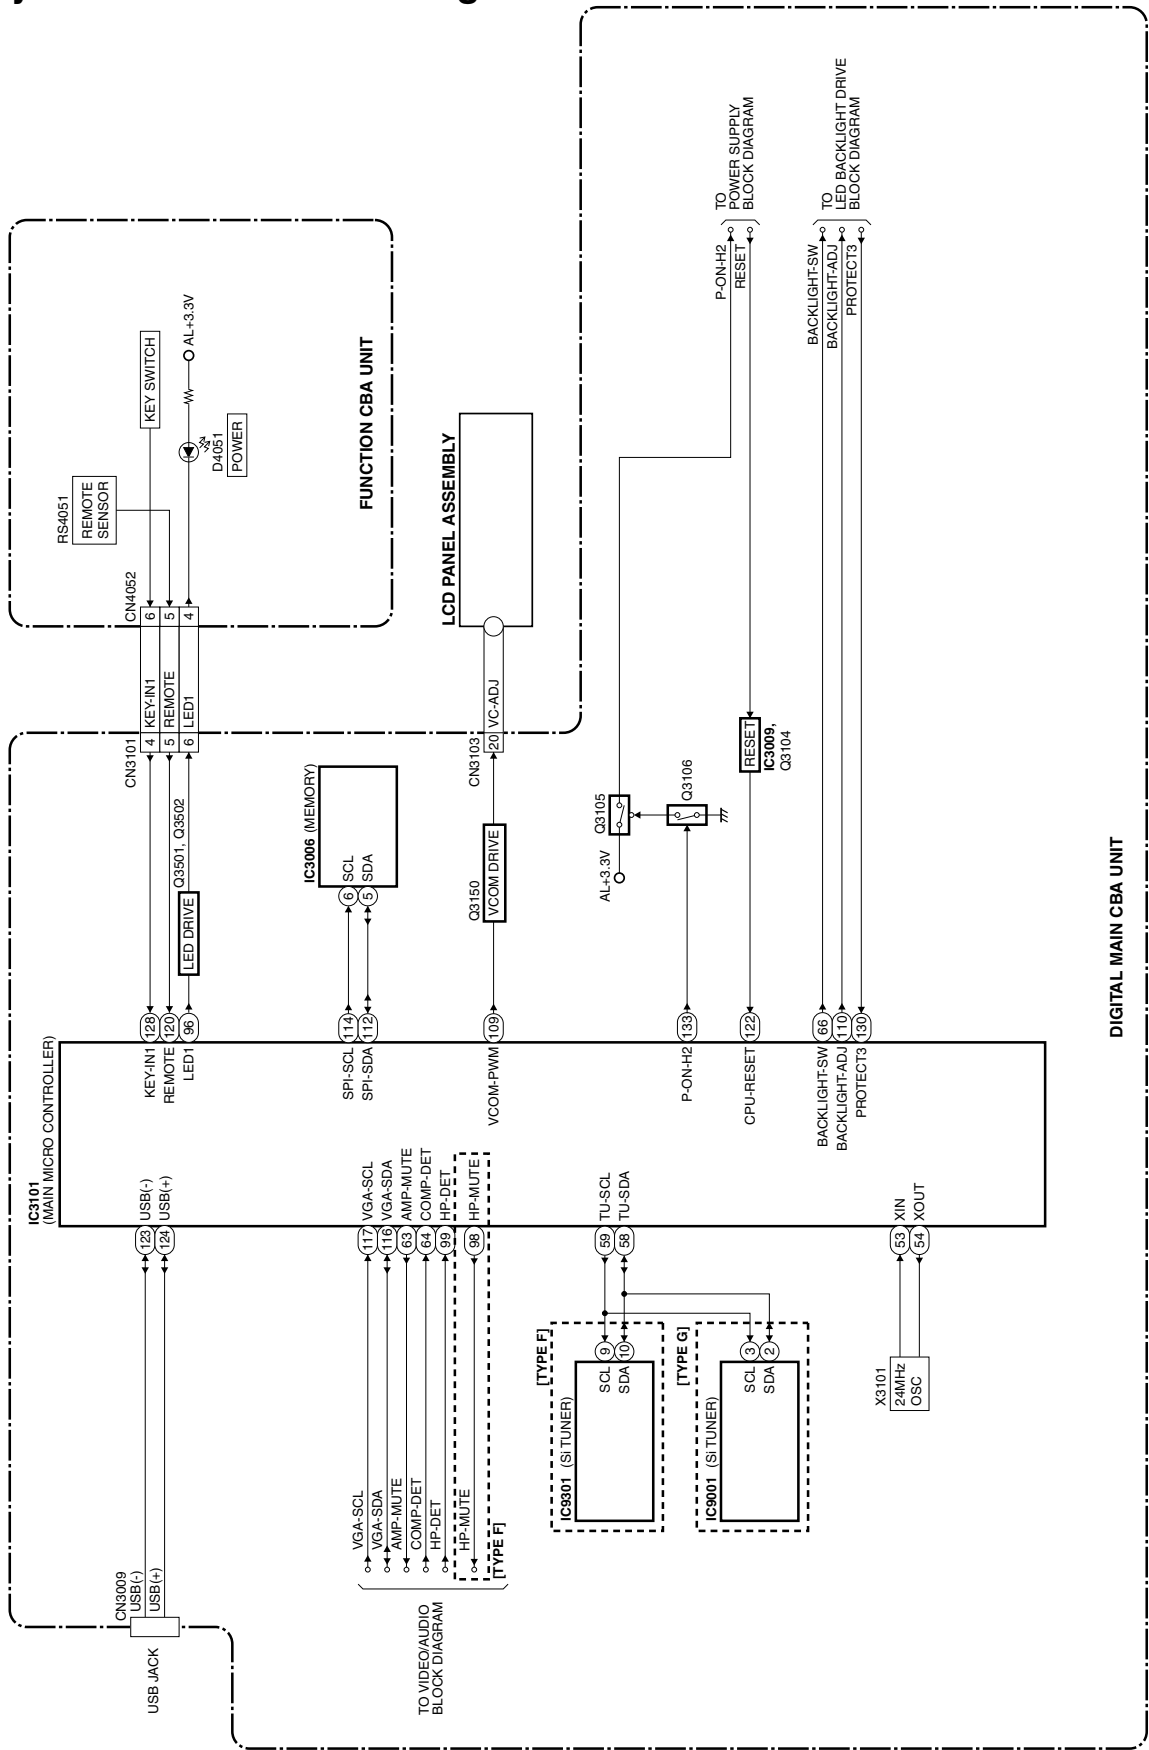 IC3101
(MAIN MICRO CONTROLLER)
USB JACK
CN3009
USB(-)
USB(+)
123
124
USB(-)
USB(+)
KEY-IN1
REMOTE
LED1
128
120
96
LED DRIVE
Q3501, Q3502
CN3101
4
5
6
KEY-IN1
REMOTE
LED1
CN4052
6
5
4
RS4051
REMOTE
SENSOR
KEY SWITCH
D4051
POWER
AL+3.3V
FUNCTION CBA UNIT
TO VIDEO/AUDIO
BLOCK DIAGRAM
VGA-SCL
VGA-SDA
AMP-MUTE
COMP-DET
HP-DET
HP-MUTE
[TYPE F]
117
116
63
64
99
98
VGA-SCL
VGA-SDA
AMP-MUTE
COMP-DET
HP-DET
HP-MUTE
SPI-SCL
SPI-SDA
114
112
IC3006 (MEMORY)
6
5
SCL
SDA
VCOM-PWM
109
Q3150
VCOM DRIVE
CN3103
20
VC-ADJ
LCD PANEL ASSEMBLY
[TYPE F]
IC9301 (Si TUNER)
SCL
SDA
9
10
[TYPE G]
IC9001 (Si TUNER)
SCL
SDA
3
2
59
58
TU-SCL
TU-SDA
P-ON-H2
133
AL+3.3V
Q3105
Q3106
CPU-RESET
122
RESET
IC3009,
Q3104
P-ON-H2
RESET
TO
POWER SUPPLY
BLOCK DIAGRAM
BACKLIGHT-SW
BACKLIGHT-ADJ
PROTECT3
66
110
130
BACKLIGHT-SW
BACKLIGHT-ADJ
PROTECT3
TO
LED BACKLIGHT DRIVE
BLOCK DIAGRAM
X3101
24MHz
OSC
53
54
XIN
XOUT
DIGITAL MAIN CBA UNIT